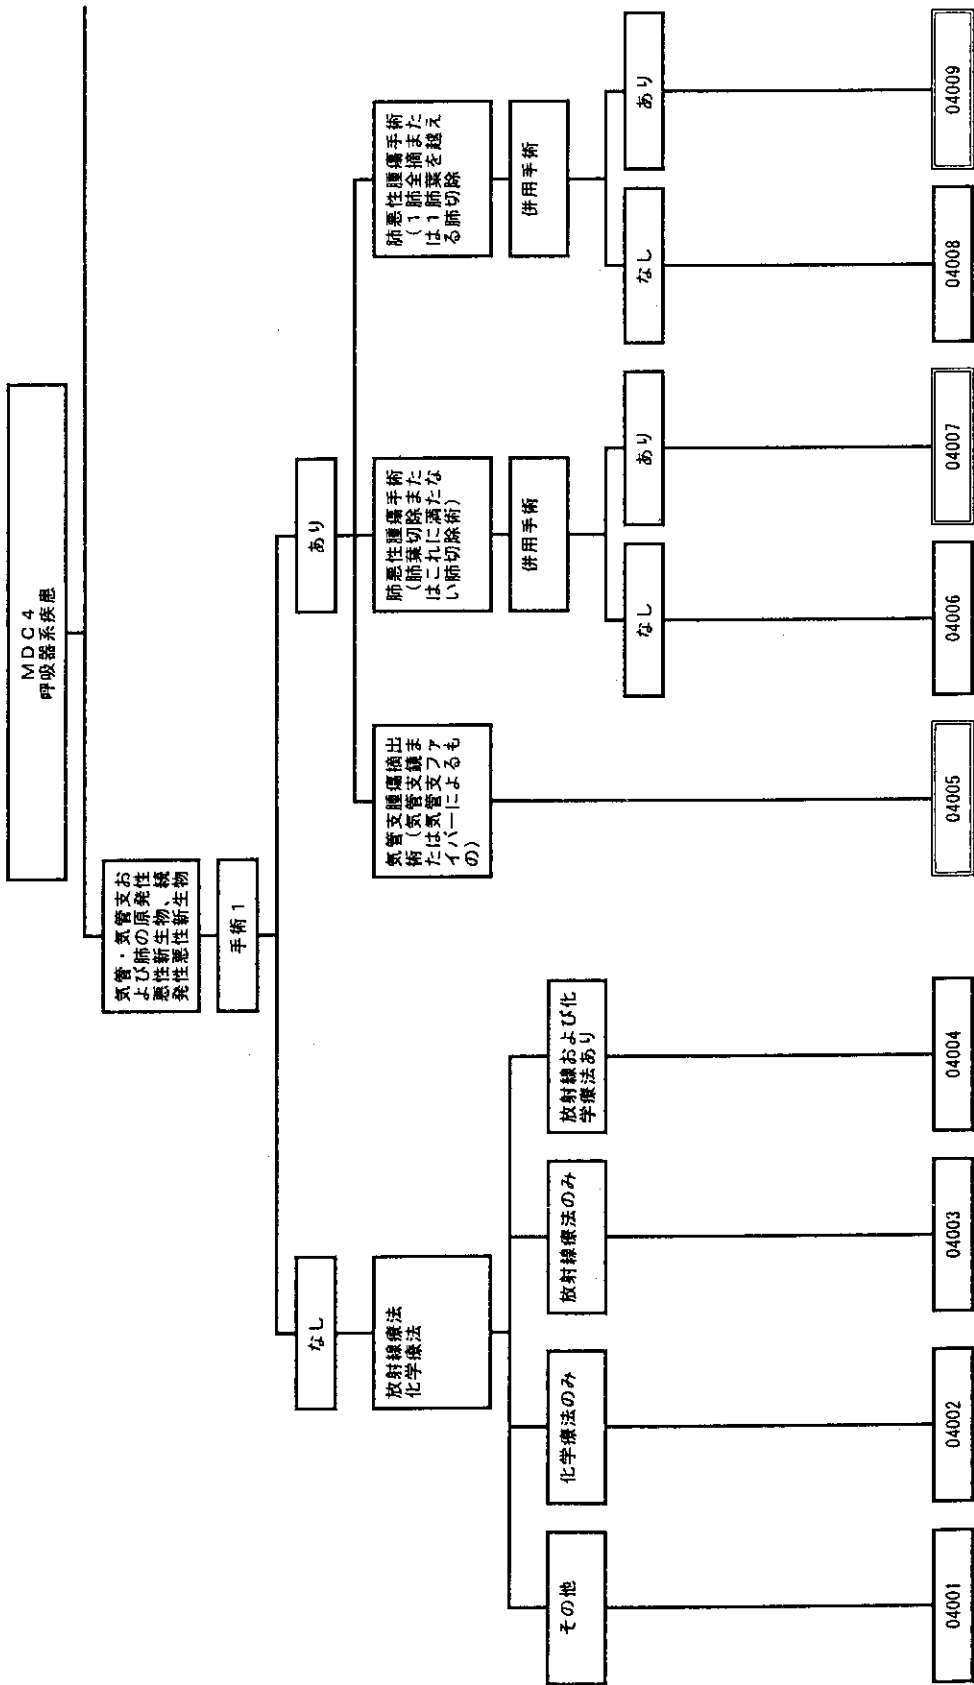 MDC4
呼吸器系疾患
気管・気管支お
よび肺の原発性
悪性新生物、続
発性悪性新生物
手術1
なし
あり
放射線療法
化学療法
気管支腫瘍摘出
術(気管支鏡ま
たは気管支ファ
イバーによるも
の)
肺悪性腫瘍手術
(肺葉切除また
はこれに満たな
い肺切除術)
肺悪性腫瘍手術
(1肺全摘また
は1肺葉を越え
る肺切除
併用手術
併用手術
その他
化学療法のみ
放射線療法のみ
放射線および化
学療法あり
なし
あり
なし
あり
04001
04002
04003
04004
04005
04006
04007
04008
04009